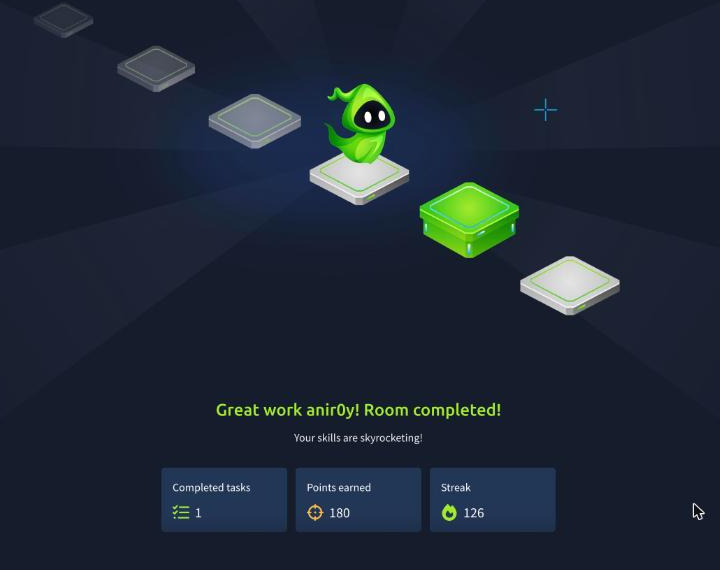 Great work anir0y! Room completed!
Your skills are skyrocketing!
Completed tasks
Points earned
Streak
1
180
126